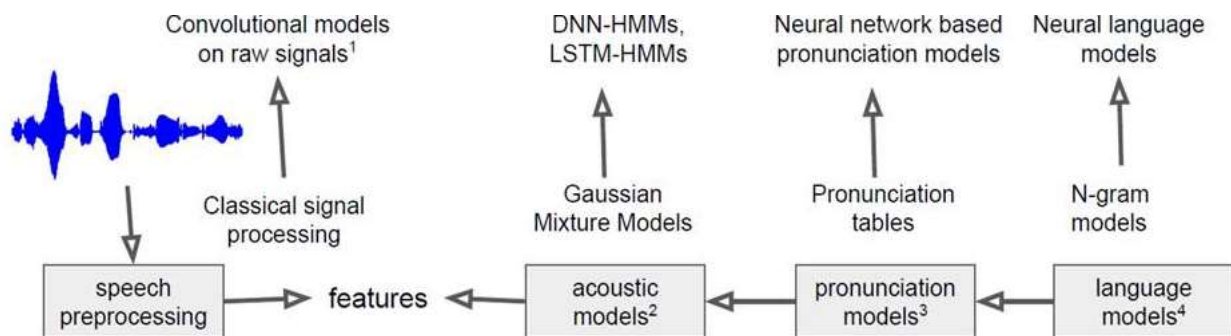 Convolutional models
on raw signals1
DNN-HMMs,
LSTM-HMMs
Neural network based
pronunciation models
Neural language
models
Classical signal
processing
Gaussian
Mixture Models
Pronunciation
tables
N-gram
models
speech
preprocessing
features
acoustic
models2
pronunciation
models3
language
models4